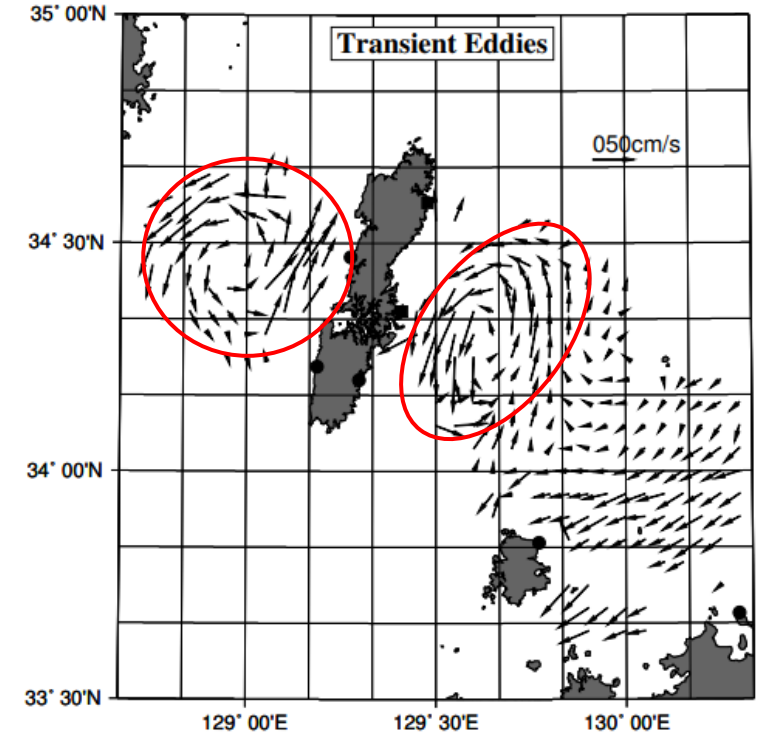 35° 00'N
Transient Eddies
050cm/s
34° 30'N
34° 00'N
33° 30'N
129° 00'E
129° 30'E
130° 00'E